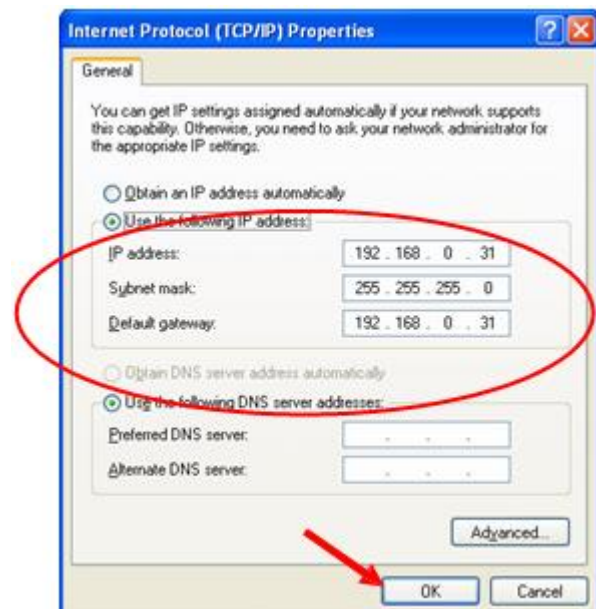 Internet Protocol (TCP/IP) Properties
General
You can get IP settings assigned automatically if your network supports
this capability. Otherwise, you need to ask your network administrator for
the appropriate IP settings.
Obtain an IP address automatically
Use the following IP address:
IP address: 192 . 168 . 0 . 31
Subnet mask: 255 . 255 . 255 . 0
Default gateway: 192 . 168 . 0 . 31
Obtain DNS server address automatically
Use the following DNS server addresses:
Preferred DNS server: . . .
Alternate DNS server: . . .
Advanced...
OK Cancel